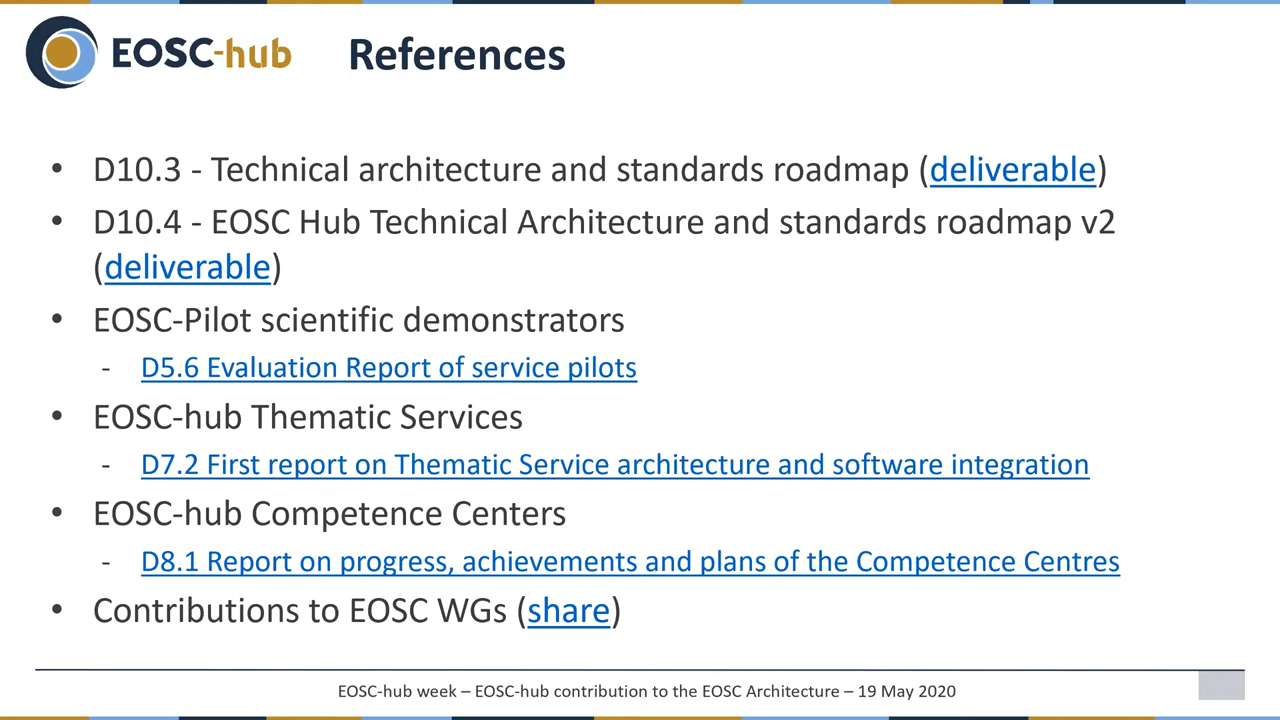 EOSC-hub
References
• D10.3 - Technical architecture and standards roadmap (deliverable)
• D10.4 - EOSC Hub Technical Architecture and standards roadmap v2
(deliverable)
• EOSC-Pilot scientific demonstrators
- D5.6 Evaluation Report of service pilots
• EOSC-hub Thematic Services
- D7.2 First report on Thematic Service architecture and software integration
• EOSC-hub Competence Centers
- D8.1 Report on progress, achievements and plans of the Competence Centres
• Contributions to EOSC WGs (share)
EOSC-hub week – EOSC-hub contribution to the EOSC Architecture – 19 May 2020